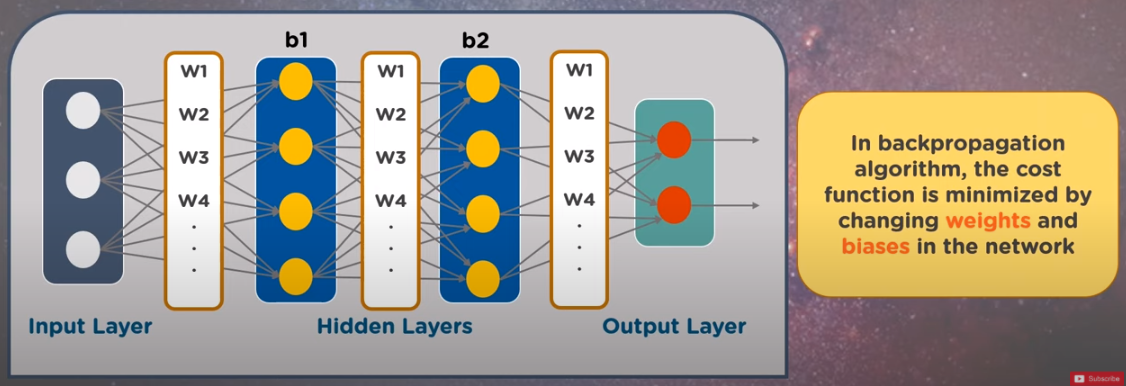 b1
b2
W1
W2
W3
W4
.
.
.
W1
W2
W3
W4
.
.
.
W1
W2
W3
W4
.
.
.
Input Layer
Hidden Layers
Output Layer
In backpropagation
algorithm, the cost
function is minimized by
changing weights and
biases in the network
Subscribe